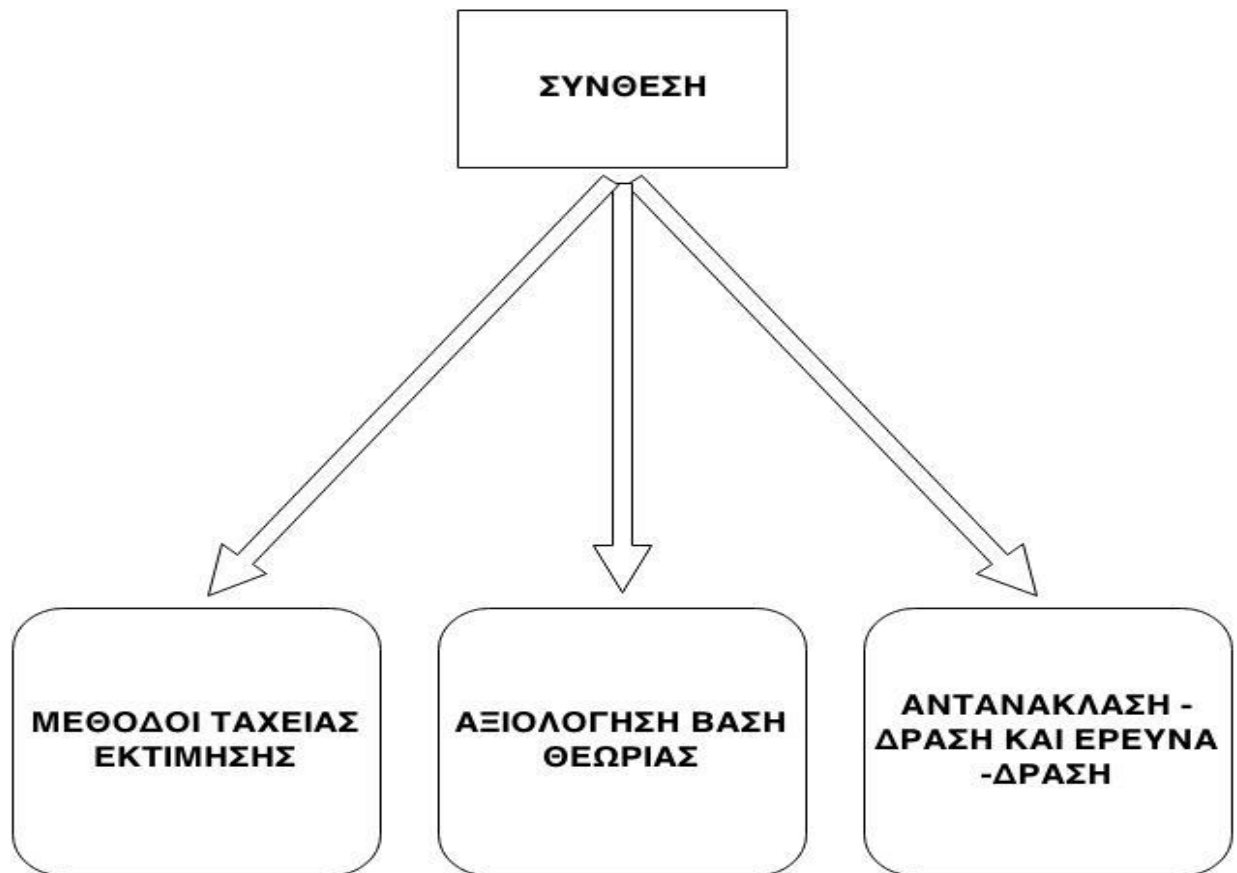 ΣΥΝΘΕΣΗ
ΜΕΘΟΔΟΙ ΤΑΧΕΙΑΣ
ΕΚΤΙΜΗΣΗΣ
ΑΞΙΟΛΟΓΗΣΗ ΒΑΣΗ
ΘΕΩΡΙΑΣ
ΑΝΤΑΝΑΚΛΑΣΗ -
ΔΡΑΣΗ ΚΑΙ ΕΡΕΥΝΑ
-ΔΡΑΣΗ